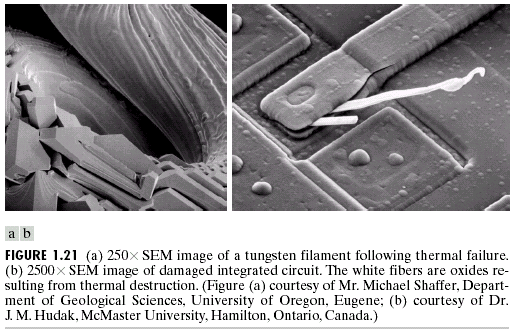 a b
FIGURE 1.21 (a) 250× SEM image of a tungsten filament following thermal failure.
(b) 2500× SEM image of damaged integrated circuit. The white fibers are oxides re-
sulting from thermal destruction. (Figure (a) courtesy of Mr. Michael Shaffer, Depart-
ment of Geological Sciences, University of Oregon, Eugene; (b) courtesy of Dr.
J. M. Hudak, McMaster University, Hamilton, Ontario, Canada.)